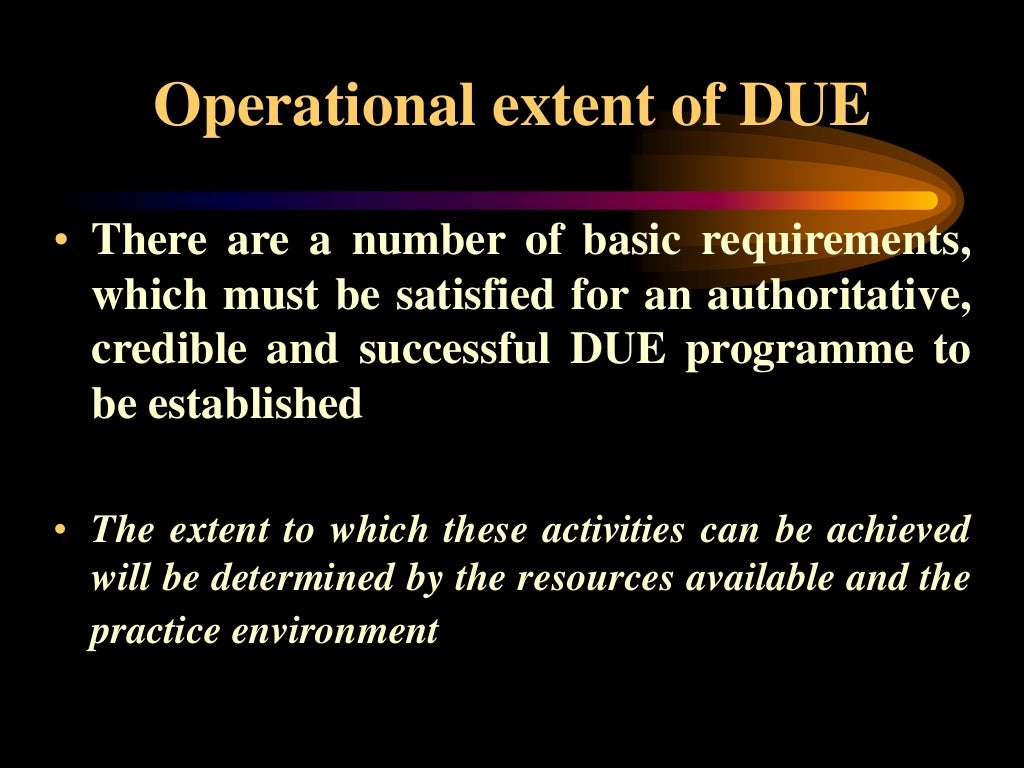 Operational extent of DUE
• There are a number of basic requirements,
which must be satisfied for an authoritative,
credible and successful DUE programme to
be established
• The extent to which these activities can be achieved
will be determined by the resources available and the
practice environment